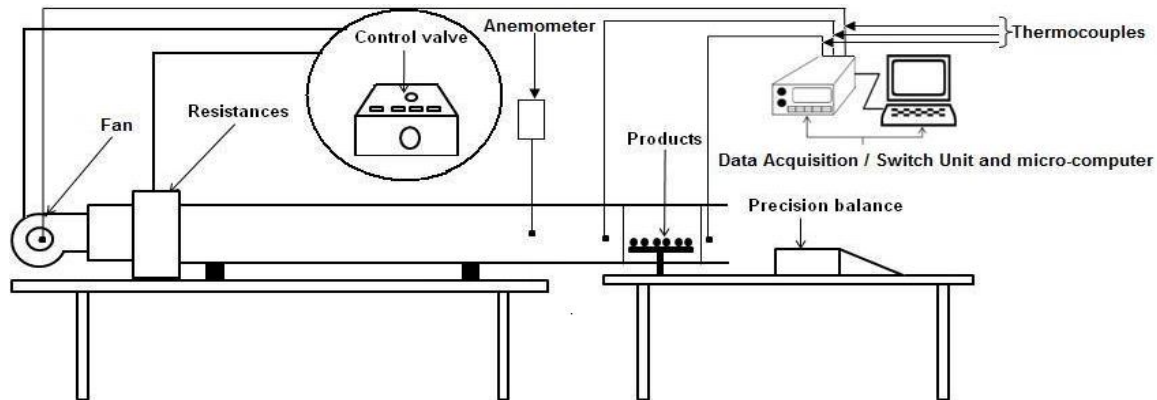 Control valve
Anemometer
Thermocouples
Resistances
Fan
Products
Data Acquisition / Switch Unit and micro-computer
Precision balance